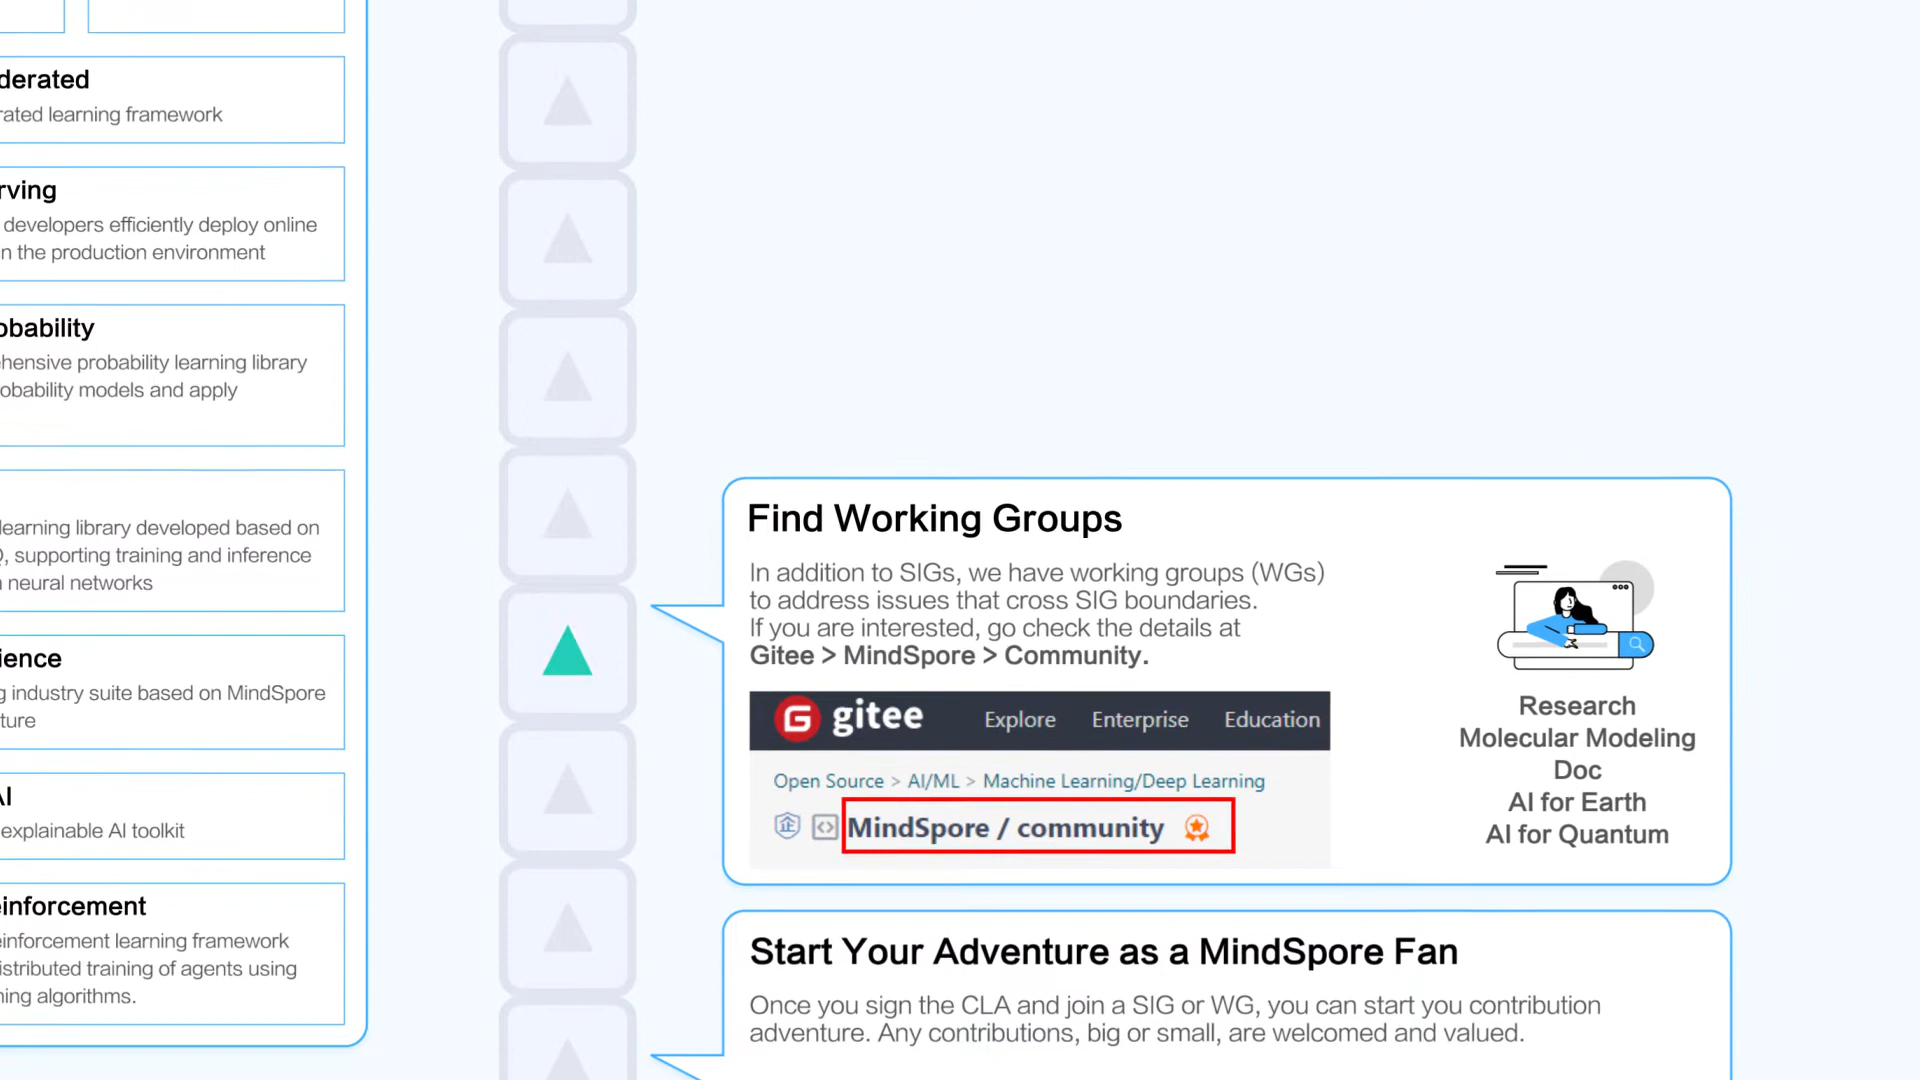 derated
rated learning framework
rving
developers efficiently deploy online
n the production environment
obability
hensive probability learning library
obability models and apply
learning library developed based on
Q, supporting training and inference
n neural networks
ience
g industry suite based on MindSpore
ture
AI
explainable AI toolkit
einforcement
einforcement learning framework
istributed training of agents using
ning algorithms.
Find Working Groups
In addition to SIGs, we have working groups (WGs)
to address issues that cross SIG boundaries.
If you are interested, go check the details at
Gitee > MindSpore > Community.
G gitee Explore Enterprise Education
Open Source > AI/ML > Machine Learning/Deep Learning
企 <> MindSpore / community
Research
Molecular Modeling
Doc
AI for Earth
AI for Quantum
Start Your Adventure as a MindSpore Fan
Once you sign the CLA and join a SIG or WG, you can start you contribution
adventure. Any contributions, big or small, are welcomed and valued.